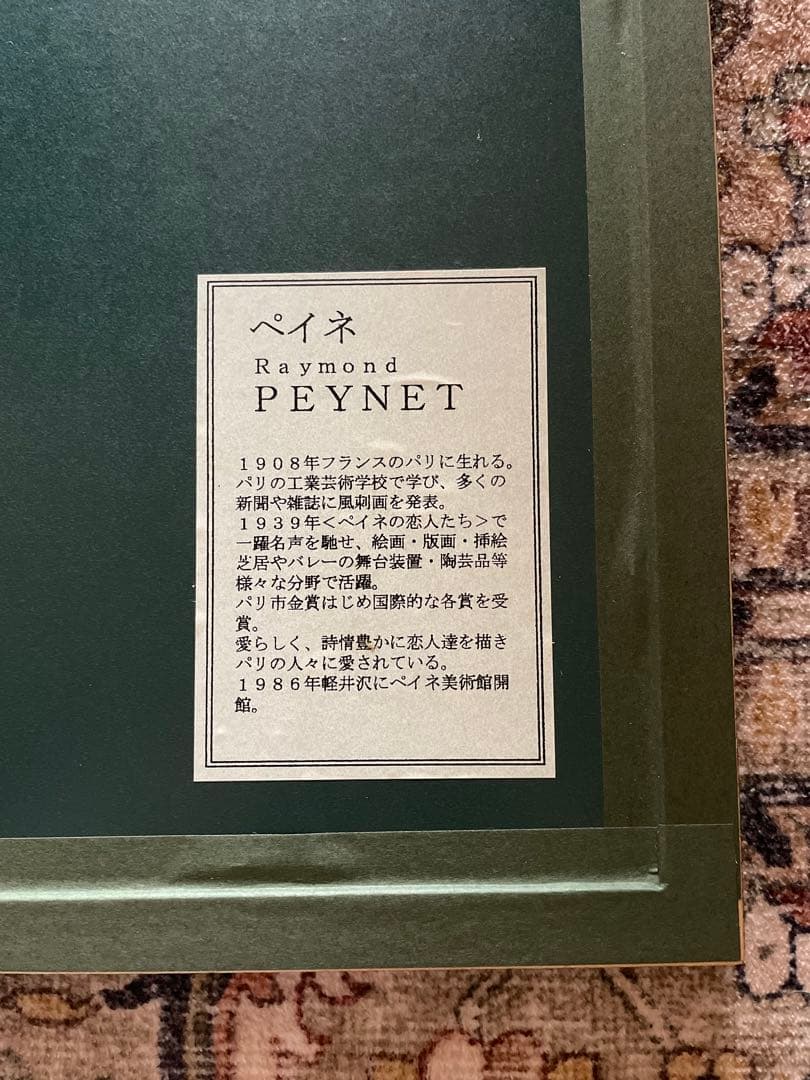 ペイネ
Raymond
PEYNET
1908年フランスのパリに生れる。
パリの工業芸術学校で学び、多くの
新聞や雑誌に風刺画を発表。
1939年<ペイネの恋人たち>で
一躍名声を馳せ、絵画・版画・挿絵
芝居やバレーの舞台装置・陶芸品等
様々な分野で活躍。
パリ市金賞はじめ国際的な各賞を受
賞。
愛らしく、詩情豊かに恋人達を描き
パリの人々に愛されている。
1986年軽井沢にペイネ美術館開
館。